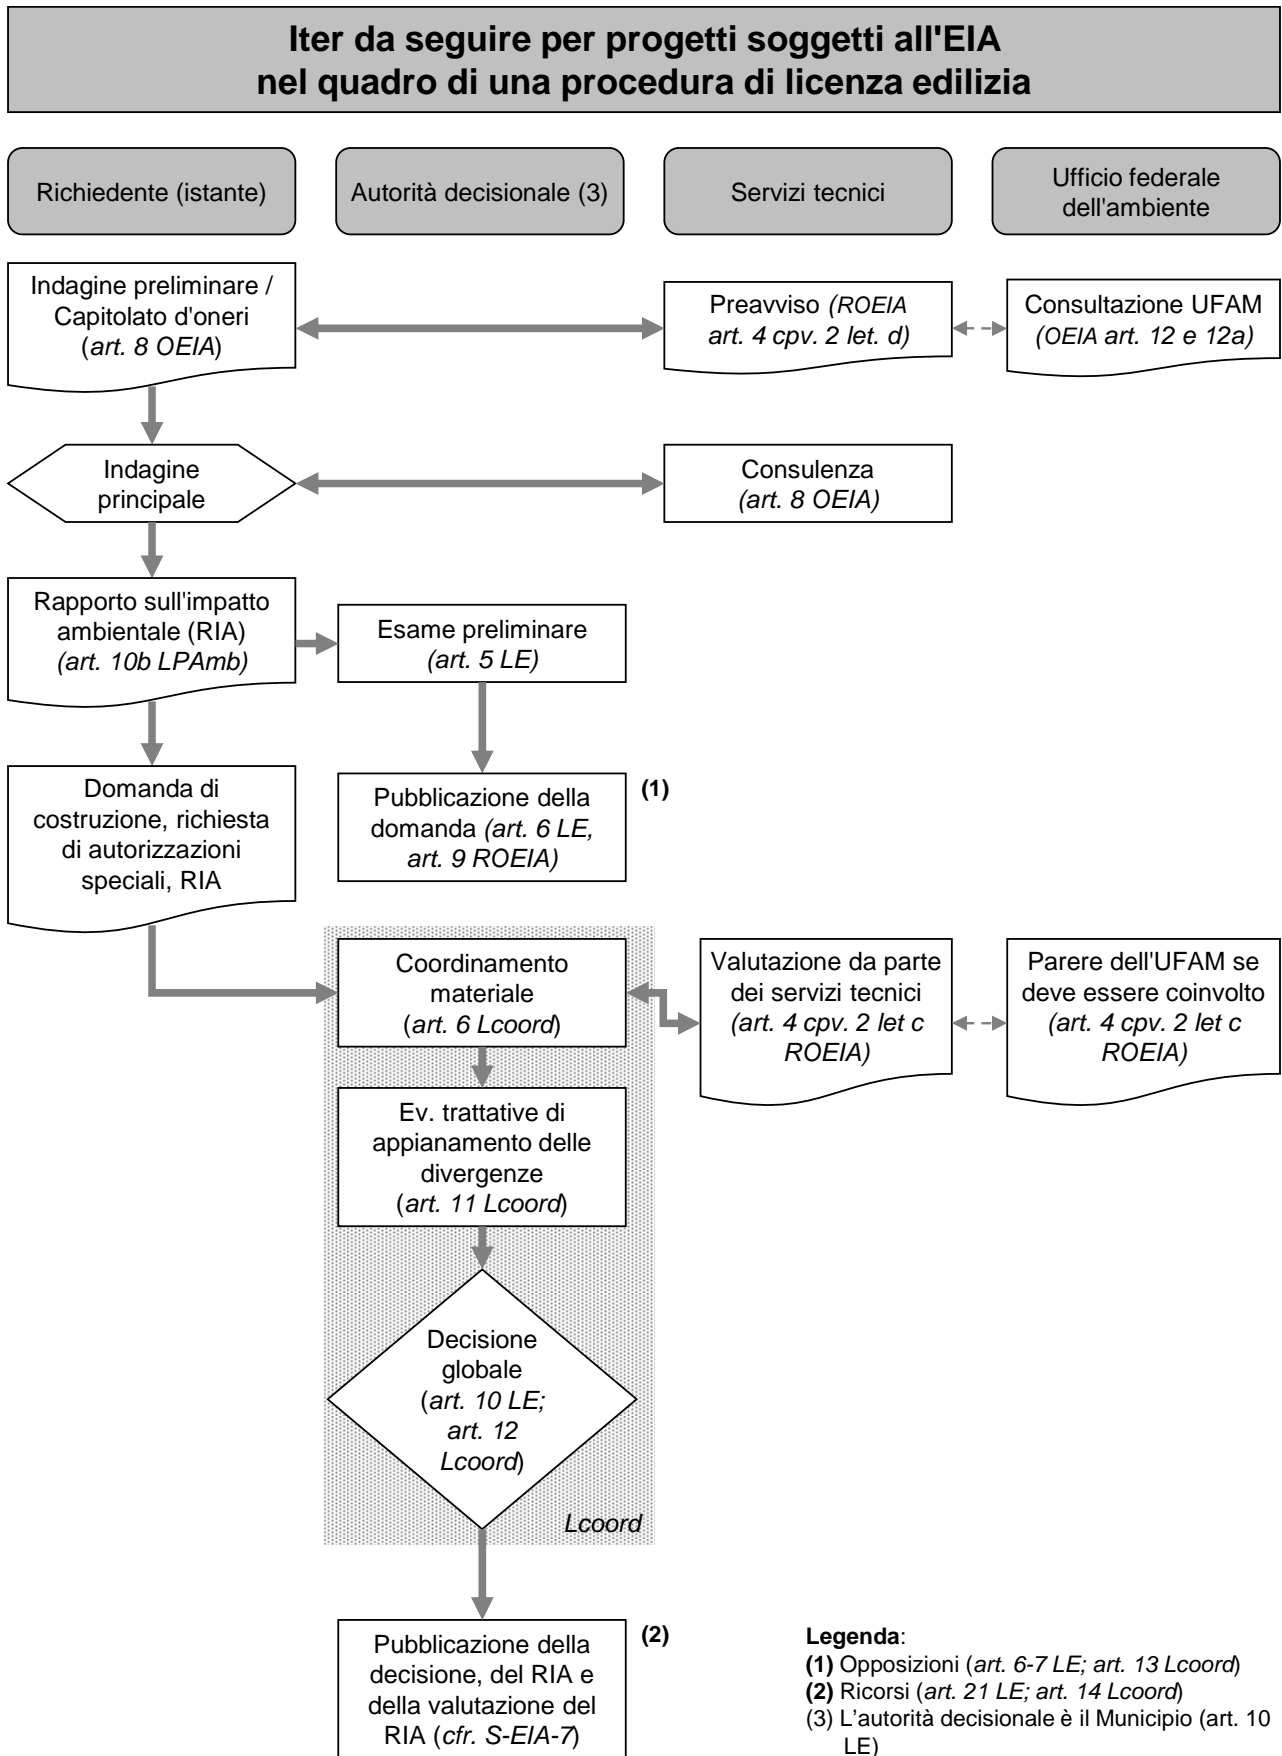 Iter da seguire per progetti soggetti all'EIA
nel quadro di una procedura di licenza edilizia
Richiedente (istante)
Autorità decisionale (3)
Servizi tecnici
Ufficio federale
dell'ambiente
Indagine preliminare /
Capitolato d'oneri
(art. 8 OEIA)
Preavviso (ROEIA
art. 4 cpv. 2 let. d)
Consultazione UFAM
(OEIA art. 12 e 12a)
Indagine
principale
Consulenza
(art. 8 OEIA)
Rapporto sull'impatto
ambientale (RIA)
(art. 10b LPAmb)
Esame preliminare
(art. 5 LE)
Domanda di
costruzione, richiesta
di autorizzazioni
speciali, RIA
Pubblicazione della
domanda (art. 6 LE,
art. 9 ROEIA)
(1)
Coordinamento
materiale
(art. 6 Lcoord)
Valutazione da parte
dei servizi tecnici
(art. 4 cpv. 2 let c
ROEIA)
Parere dell'UFAM se
deve essere coinvolto
(art. 4 cpv. 2 let c
ROEIA)
Ev. trattative di
appianamento delle
divergenze
(art. 11 Lcoord)
Decisione
globale
(art. 10 LE;
art. 12
Lcoord)
Lcoord
Pubblicazione della
decisione, del RIA e
della valutazione del
RIA (cfr. S-EIA-7)
(2)
Legenda:
(1) Opposizioni (art. 6-7 LE; art. 13 Lcoord)
(2) Ricorsi (art. 21 LE; art. 14 Lcoord)
(3) L'autorità decisionale è il Municipio (art. 10
LE)